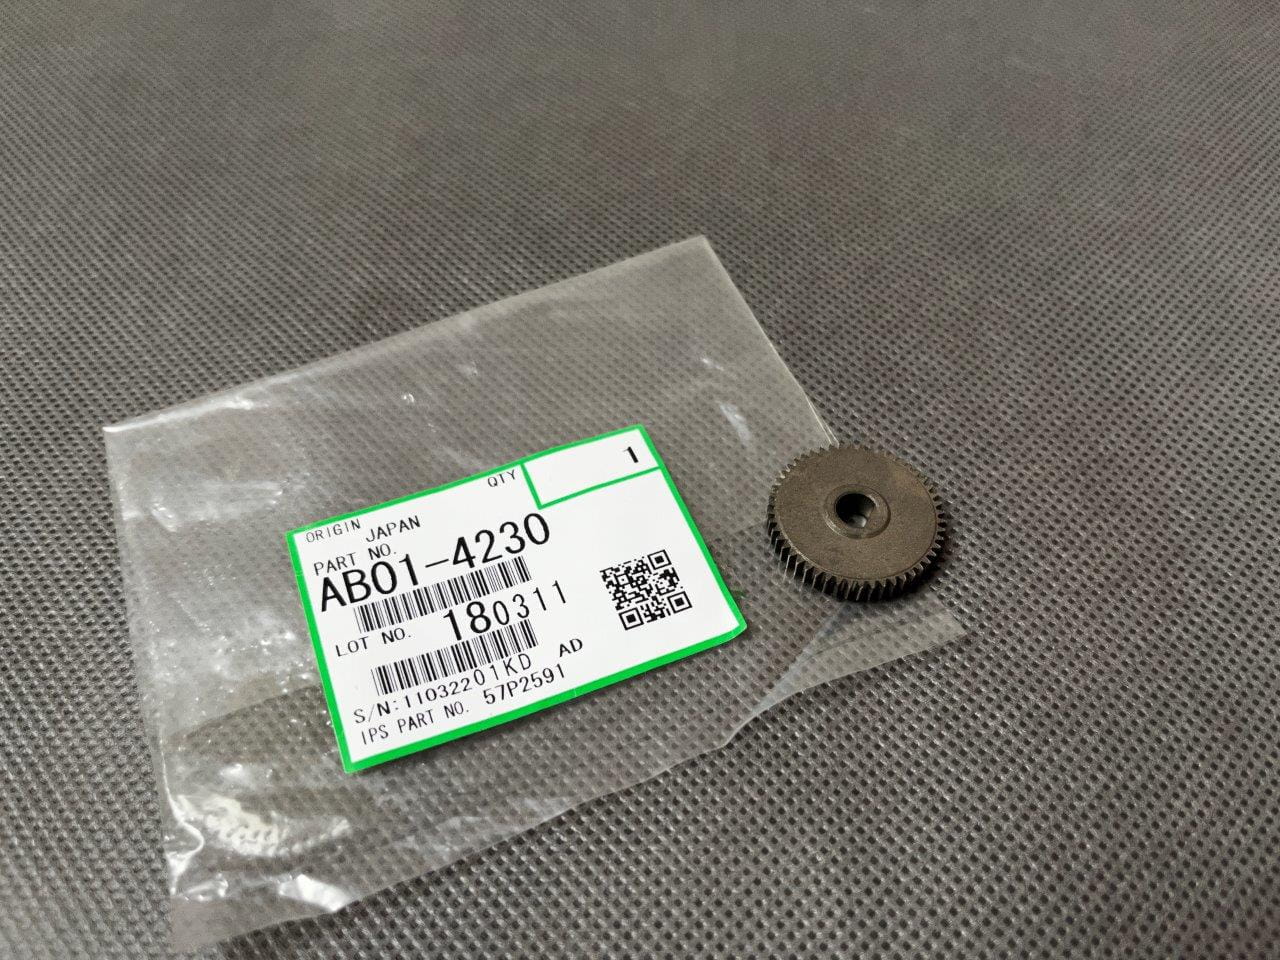 QTY 1
ORIGIN JAPAN
PART NO.
AB01-4230
LOT NO. 180311
S/N:11032201KD AD
IPS PART NO. 57P2591